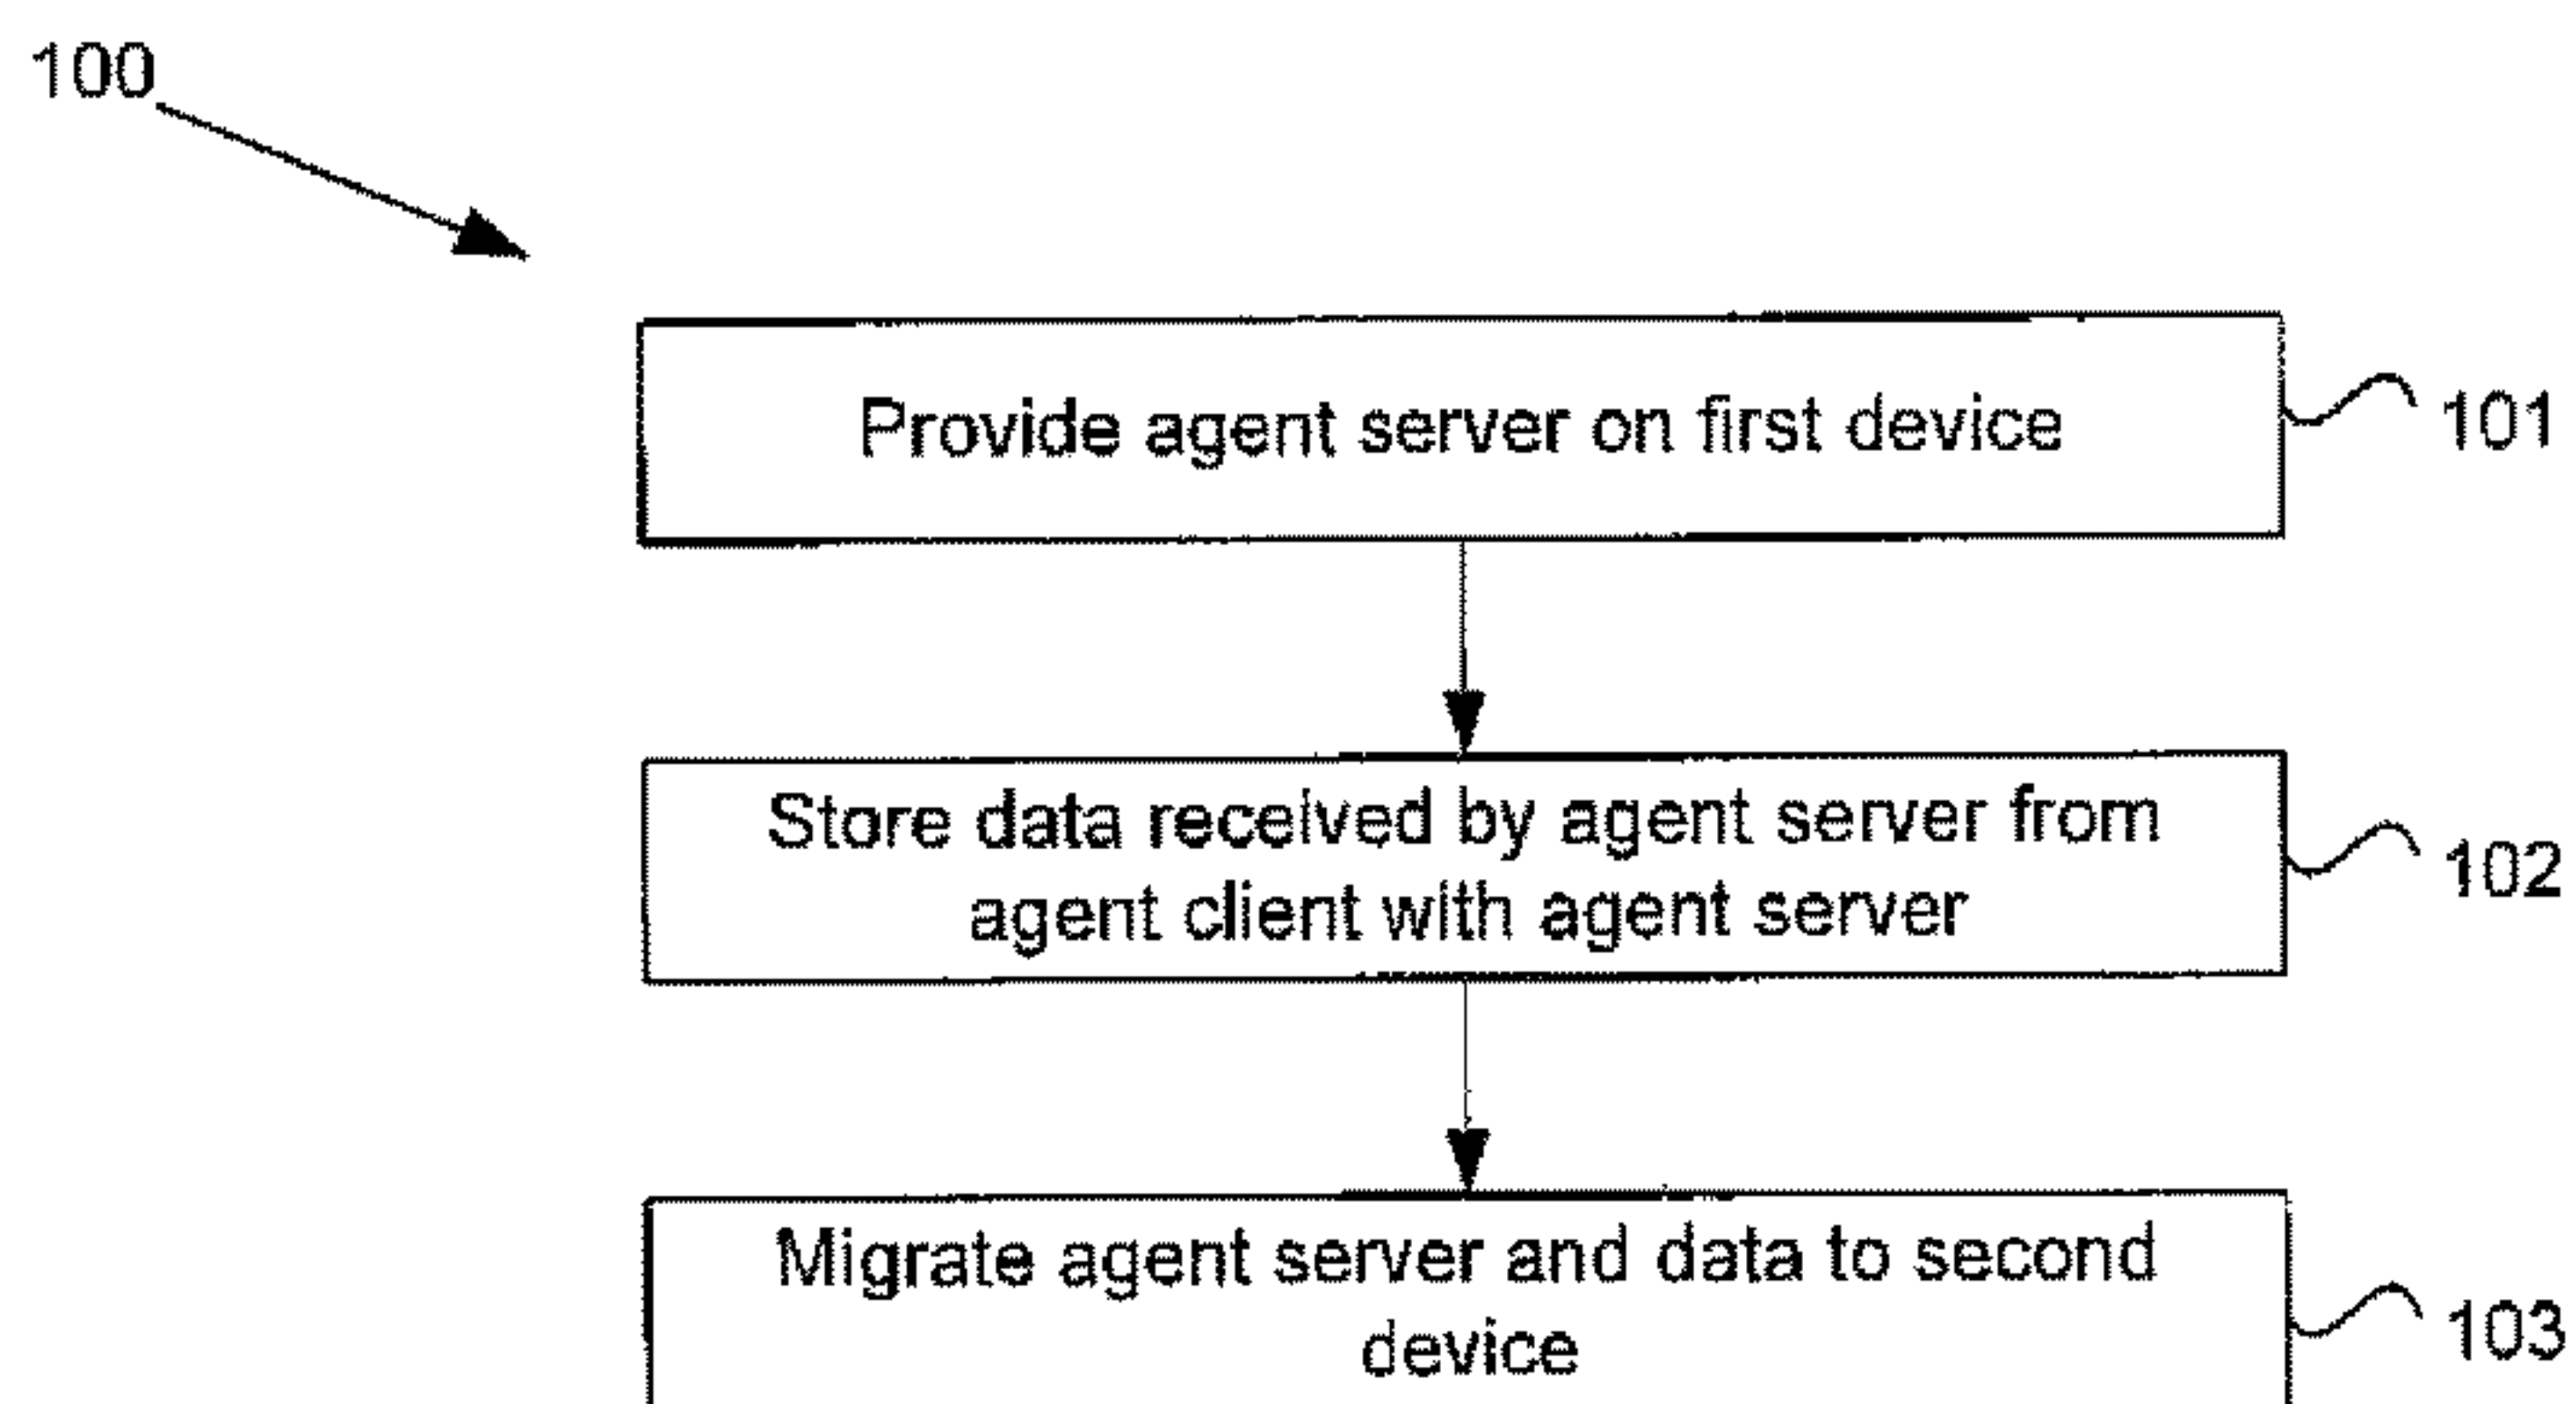 100
Provide agent server on first device
101
Store data received by agent server from
agent client with agent server
102
Migrate agent server and data to second
device
103